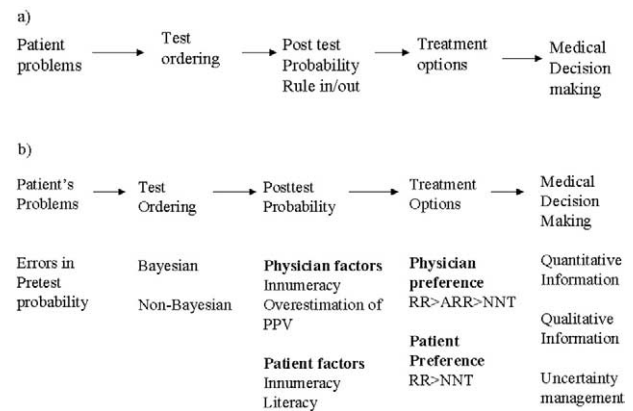 a)
Patient
problems
Test
ordering
Post test
Probability
Rule in/out
Treatment
options
Medical
Decision
making
b)
Patient's
Problems
Test
Ordering
Posttest
Probability
Treatment
Options
Medical
Decision
Making
Errors in
Pretest
probability
Bayesian
Non-Bayesian
Physician factors
Innumeracy
Overestimation of
PPV
Patient factors
Innumeracy
Literacy
Physician
preference
RR>ARR>NNT
Patient
Preference
RR>NNT
Quantitative
Information
Qualitative
Information
Uncertainty
management